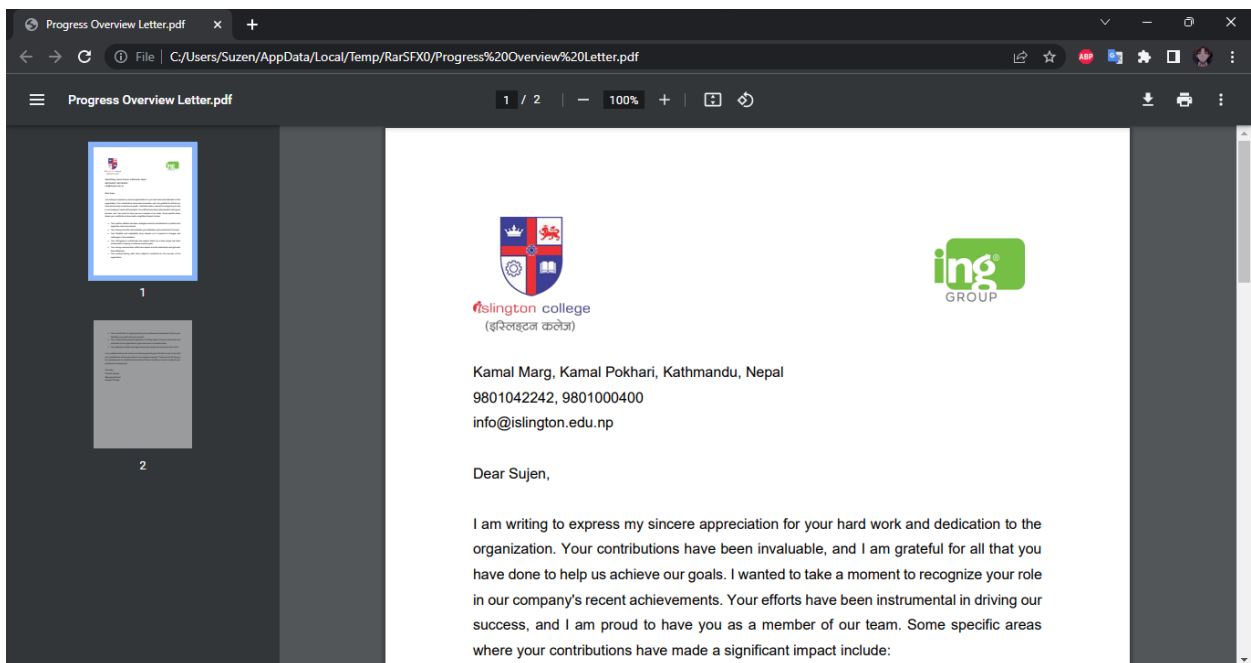 Progress Overview Letter.pdf
File
C:/Users/Suzen/AppData/Local/Temp/RarSFX0/Progress%20Overview%20Letter.pdf
ABP
Progress Overview Letter.pdf
1 / 2
100%
1
2
islington college
(इस्लिङ्टन कलेज)
ing®
GROUP
Kamal Marg, Kamal Pokhari, Kathmandu, Nepal
9801042242, 9801000400
info@islington.edu.np
Dear Sujen,
I am writing to express my sincere appreciation for your hard work and dedication to the
organization. Your contributions have been invaluable, and I am grateful for all that you
have done to help us achieve our goals. I wanted to take a moment to recognize your role
in our company's recent achievements. Your efforts have been instrumental in driving our
success, and I am proud to have you as a member of our team. Some specific areas
where your contributions have made a significant impact include: